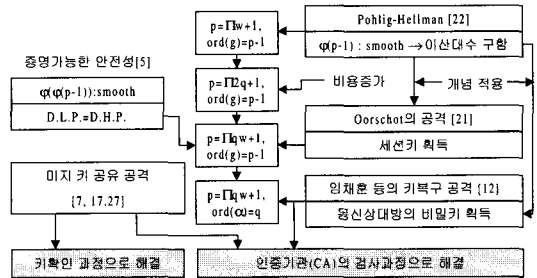 p=∏w+1,
ord(g)=p-1
Pohlig-Hellman [22]
φ(p-1) : smooth → 이산대수 구함
증명가능한 안전성[5]
φ(φ(p-1)):smooth
D.L.P.=D.H.P.
p=∏2q+1,
ord(g)=p-1
비용증가
개념 적용
Oorschot의 공격 [21]
세션키 획득
p=∏qw+1,
ord(g)=p-1
미지 키 공유 공격
{7, 17,27}
p=∏qw+1,
ord(α)=q
임채훈 등의 키복구 공격 {12}
통신상대방의 비밀키 획득
키확인 과정으로 해결
인증기관(CA)의 검사과정으로 해결